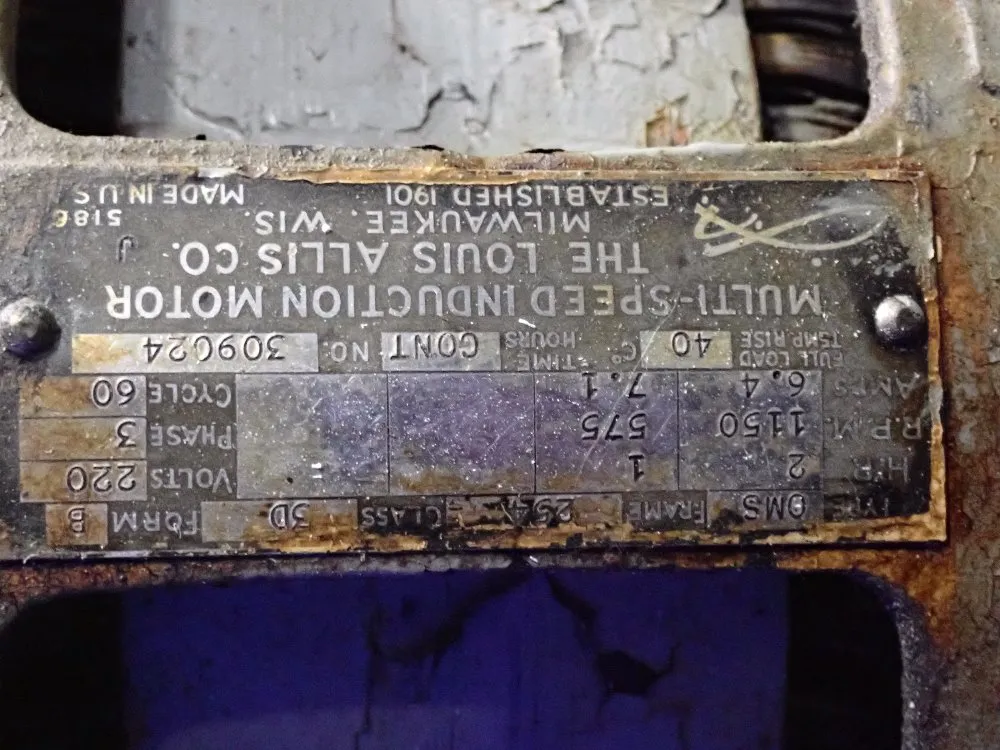 TYPE OMS FRAME 254 CLASS 3D FORM B
H.P. 2 1 VOLTS 220
R.P.M. 1150 575 PHASE 3
AMPS 6.4 7.1 CYCLE 60
FULL LOAD TEMP RISE 40 C° TIME HOURS CONT NO. 309C24
MULTI-SPEED INDUCTION MOTOR
THE LOUIS ALLIS CO. J
MILWAUKEE, WIS. 5186
ESTABLISHED 1901 MADE IN U.S.